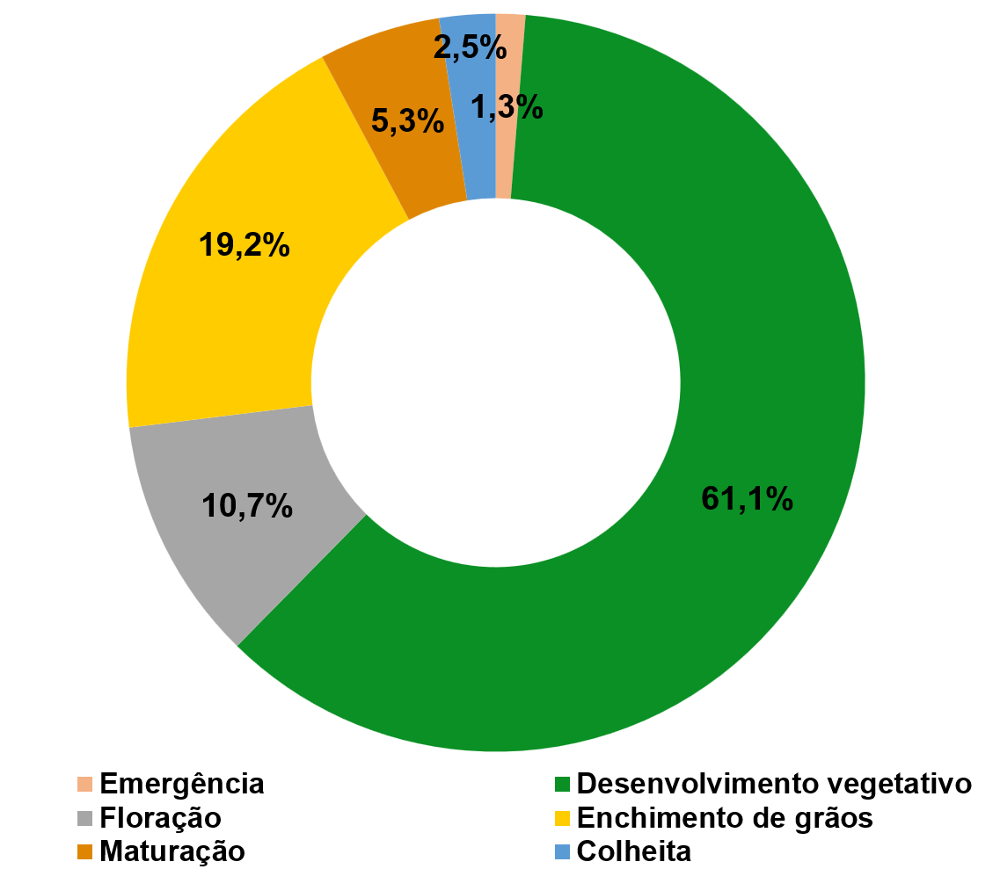 2,5%
1,3%
5,3%
19,2%
61,1%
10,7%
Emergência
Desenvolvimento vegetativo
Floração
Enchimento de grãos
Maturação
Colheita